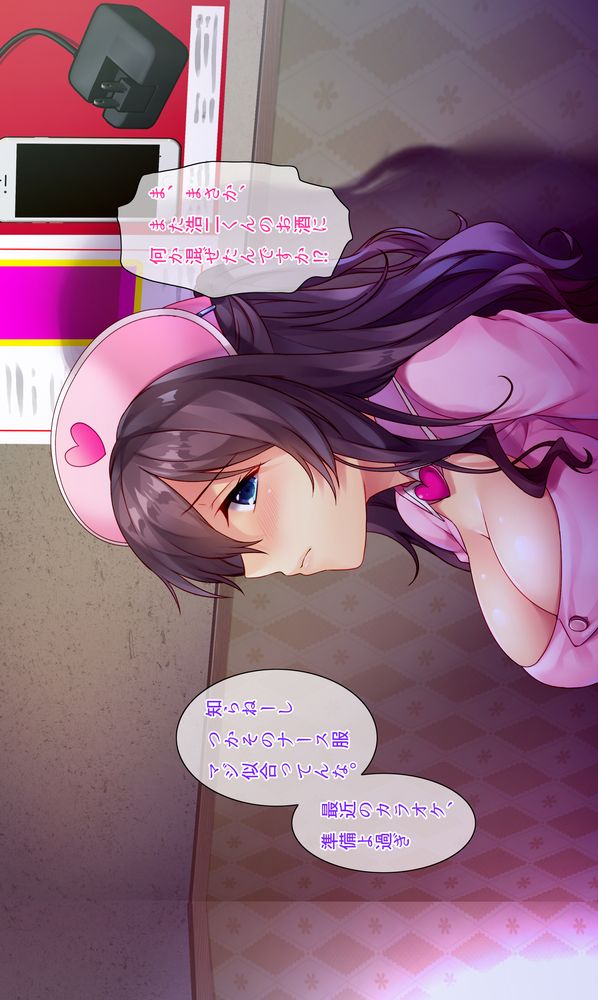 ま、まさか、
また浩一くんのお酒に
何か混ぜたんですか!?
知らねーし
つかそのナース服
マジ似合ってんな。
最近のカラオケ、
準備よ過ぎ